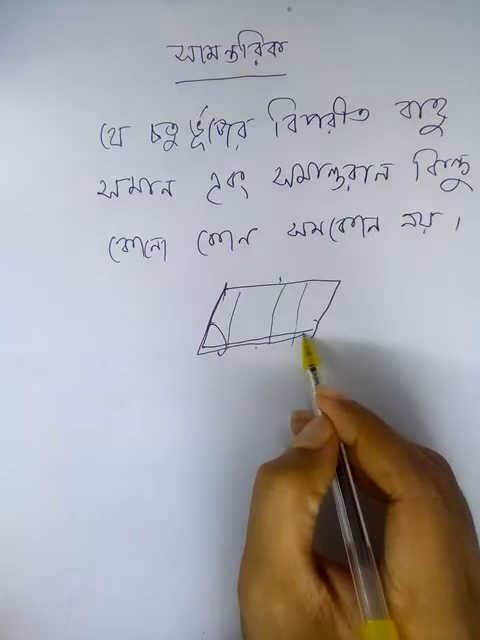 সামন্তরিক
যে চতুর্ভূজের বিপরীত বাহু
সমান এবং সমান্তরাল কিন্তু
কোনো কোন সমকোন নয়।